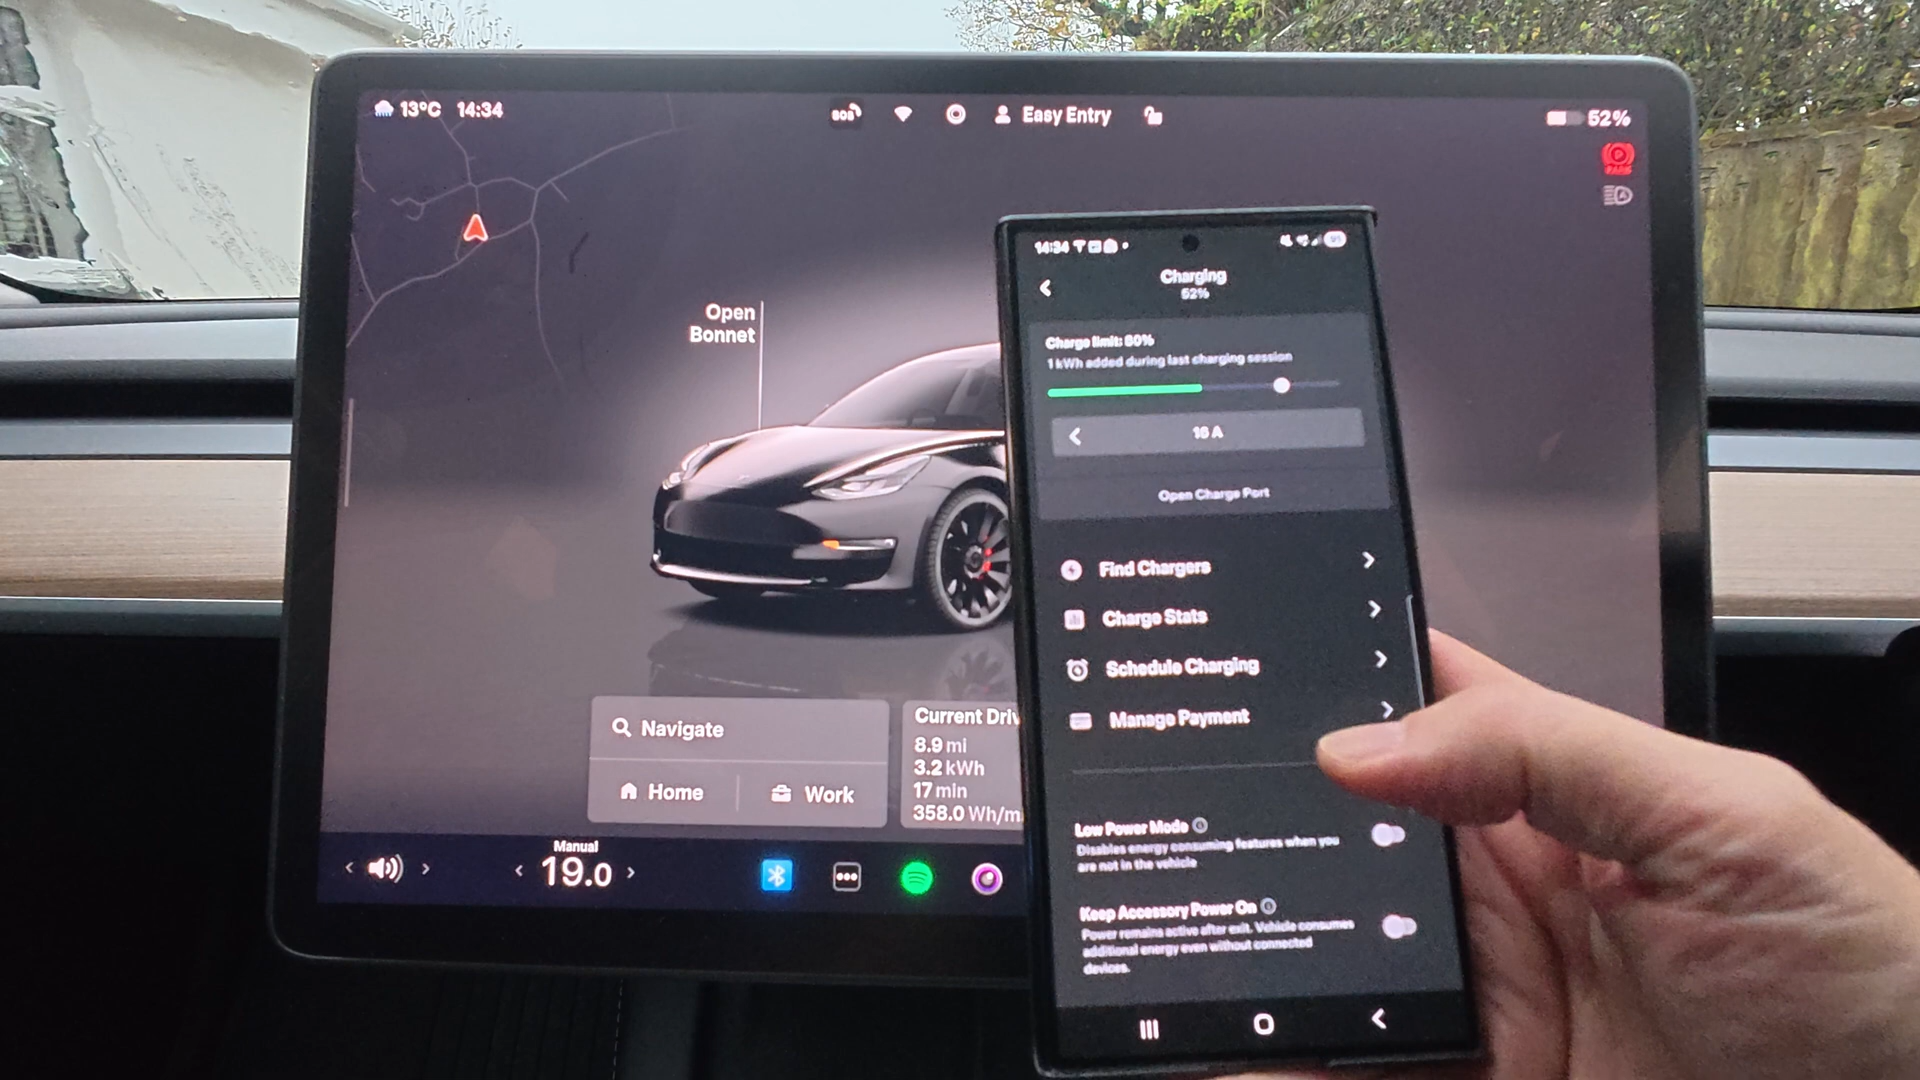 13°C 14:34
SOS
Easy Entry
52%
PARK
Open
Bonnet
Navigate
Home
Work
Current Driv
8.9 mi
3.2 kWh
17 min
358.0 Wh/m
Manual
19.0
14:34
Charging
52%
Charge limit: 80%
1 kWh added during last charging session
16 A
Open Charge Port
Find Chargers
Charge Stats
Schedule Charging
Manage Payment
Low Power Mode
Disables energy consuming features when you
are not in the vehicle
Keep Accessory Power On
Power remains active after exit. Vehicle consumes
additional energy even without connected
devices.